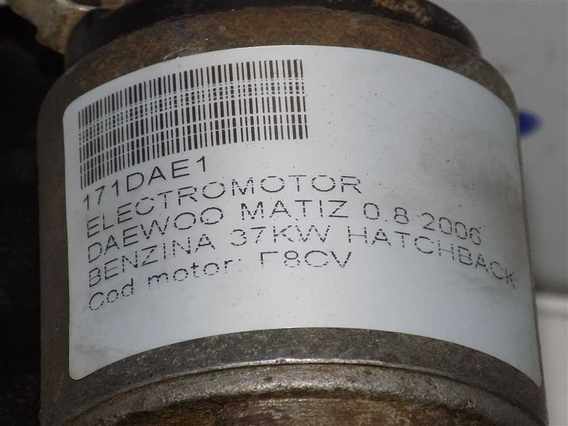 171DAE1
ELECTROMOTOR
DAEWOO MATIZ 0.8 2006
BENZINA 37KW HATCHBACK
Cod motor: F8CV